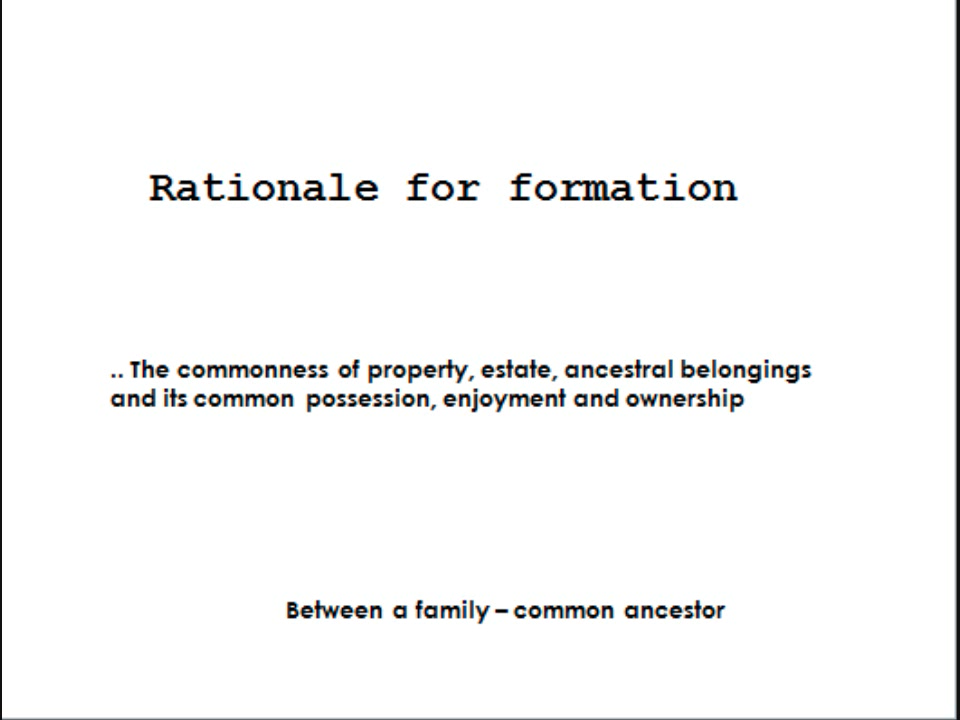 Rationale for formation
.. The commonness of property, estate, ancestral belongings
and its common possession, enjoyment and ownership
Between a family – common ancestor